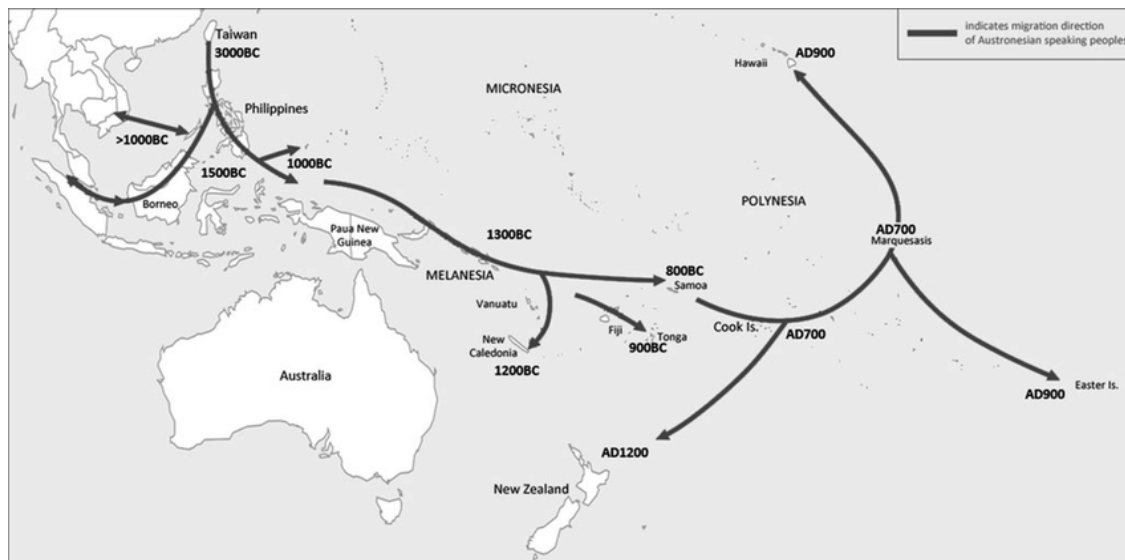 Taiwan
3000BC
indicates migration direction
of Austronesian speaking peoples
AD900
Hawaii
MICRONESIA
Philippines
>1000BC
1000BC
1500BC
Borneo
POLYNESIA
AD700
Marquesasis
Paua New
Guinea
1300BC
MELANESIA
800BC
Samoa
Vanuatu
Cook Is.
AD700
Fiji
Tonga
900BC
New
Caledonia
1200BC
Australia
AD900
Easter Is.
AD1200
New Zealand